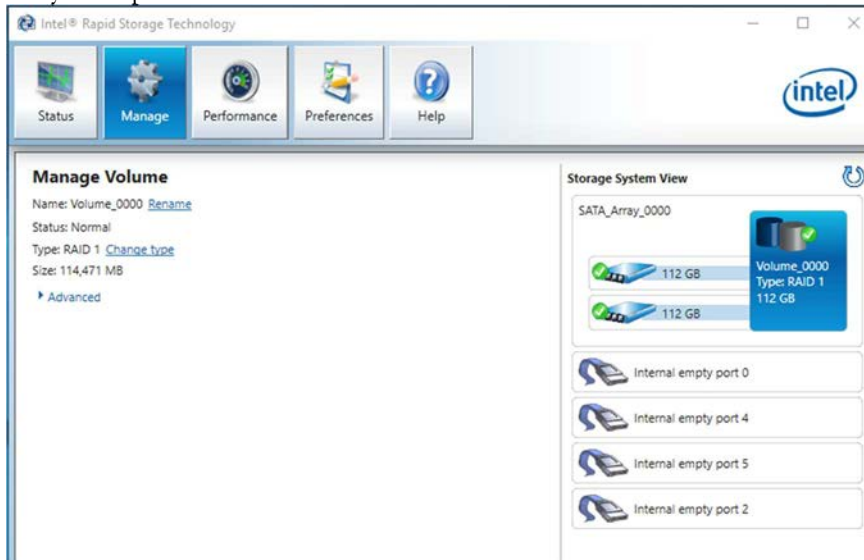 Intel® Rapid Storage Technology
Status
Manage
Performance
Preferences
Help
intel
Manage Volume
Name: Volume_0000 Rename
Status: Normal
Type: RAID 1 Change type
Size: 114,471 MB
Advanced
Storage System View
SATA_Array_0000
112 GB
112 GB
Volume_0000
Type: RAID 1
112 GB
Internal empty port 0
Internal empty port 4
Internal empty port 5
Internal empty port 2